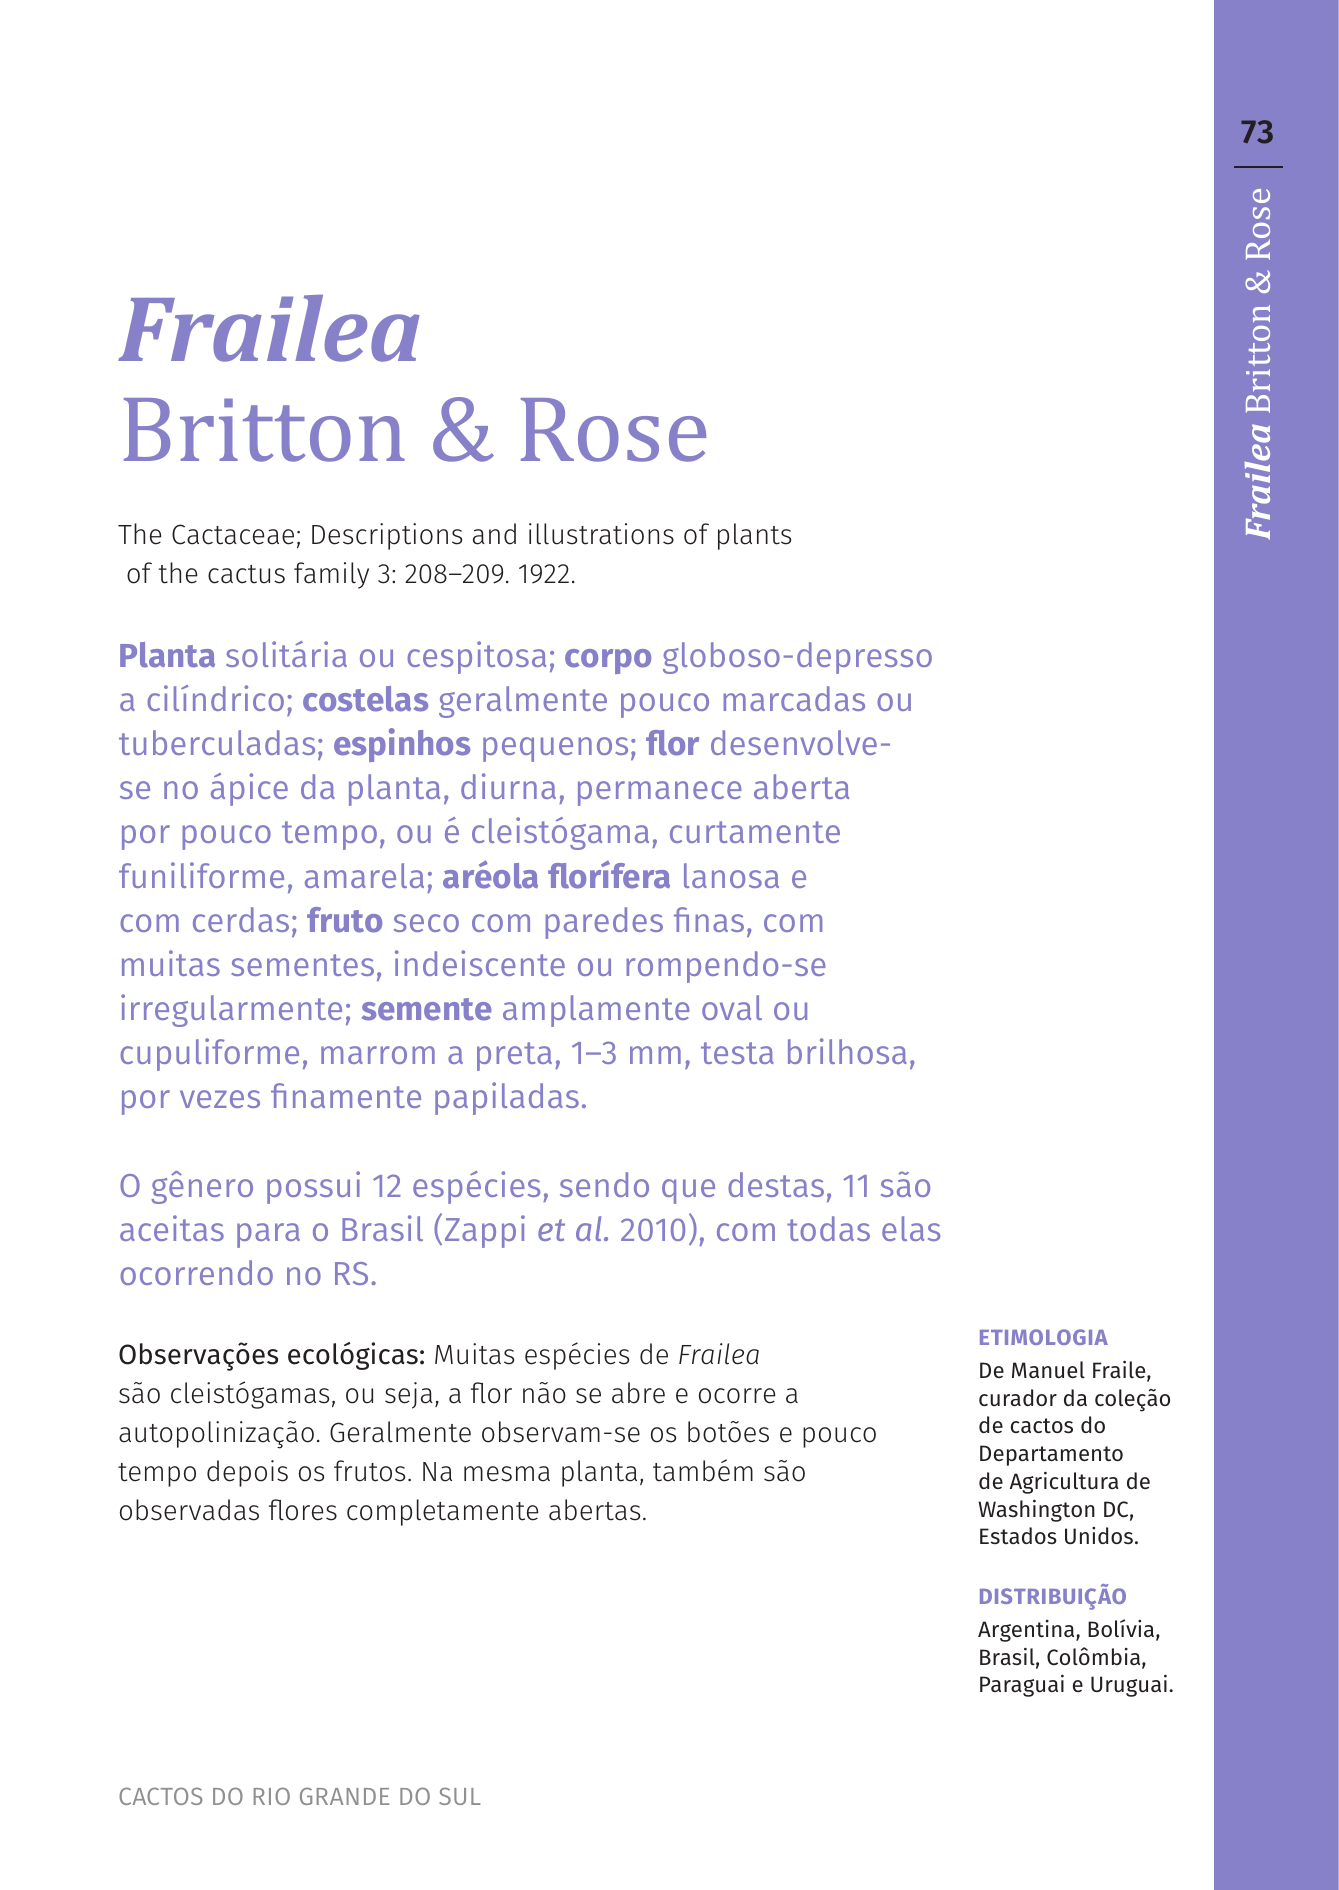 73
Frailea Britton & Rose
Frailea
Britton & Rose
The Cactaceae; Descriptions and illustrations of plants
of the cactus family 3: 208–209. 1922.
Planta solitária ou cespitosa; corpo globoso-depresso
a cilíndrico; costelas geralmente pouco marcadas ou
tuberculadas; espinhos pequenos; flor desenvolve-
se no ápice da planta, diurna, permanece aberta
por pouco tempo, ou é cleistógama, curtamente
funiliforme, amarela; aréola florífera lanosa e
com cerdas; fruto seco com paredes finas, com
muitas sementes, indeiscente ou rompendo-se
irregularmente; semente amplamente oval ou
cupuliforme, marrom a preta, 1–3 mm, testa brilhosa,
por vezes finamente papiladas.
O gênero possui 12 espécies, sendo que destas, 11 são
aceitas para o Brasil (Zappi et al. 2010), com todas elas
ocorrendo no RS.
Observações ecológicas: Muitas espécies de Frailea
são cleistógamas, ou seja, a flor não se abre e ocorre a
autopolinização. Geralmente observam-se os botões e pouco
tempo depois os frutos. Na mesma planta, também são
observadas flores completamente abertas.
ETIMOLOGIA
De Manuel Fraile,
curador da coleção
de cactos do
Departamento
de Agricultura de
Washington DC,
Estados Unidos.
DISTRIBUIÇÃO
Argentina, Bolívia,
Brasil, Colômbia,
Paraguai e Uruguai.
CACTOS DO RIO GRANDE DO SUL